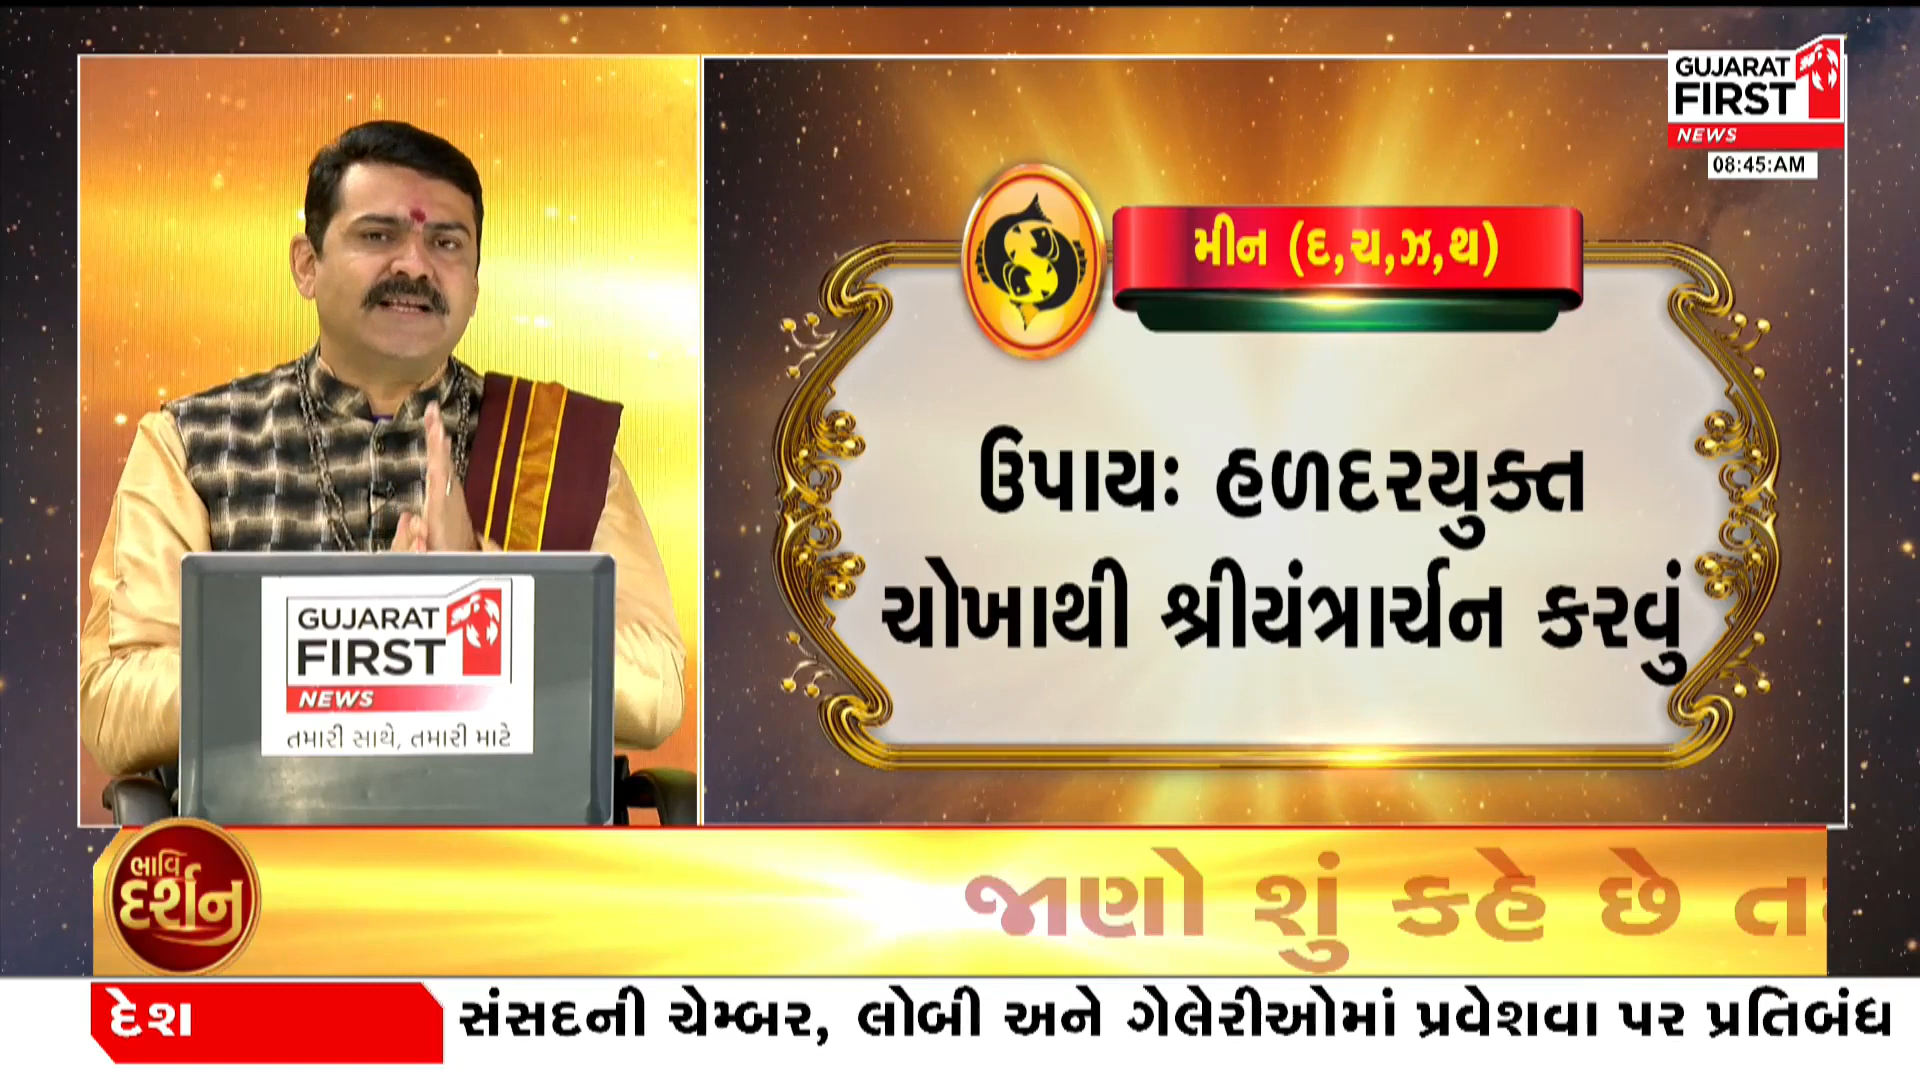 GUJARAT
FIRST
NEWS
08:45:AM
મીન (દ,ચ,ઝ,થ)
ઉપાયઃ હળદરયુક્ત
ચોખાથી શ્રીયંત્રાર્ચન કરવું
GUJARAT
FIRST
NEWS
તમારી સાથે, તમારી માટે
ભાવિ
દર્શન
જાણો શું કહે છે
દેશ
સંસદની ચેમ્બર, લોબી અને ગેલેરીઓમાં પ્રવેશવા પર પ્રતિબંધ